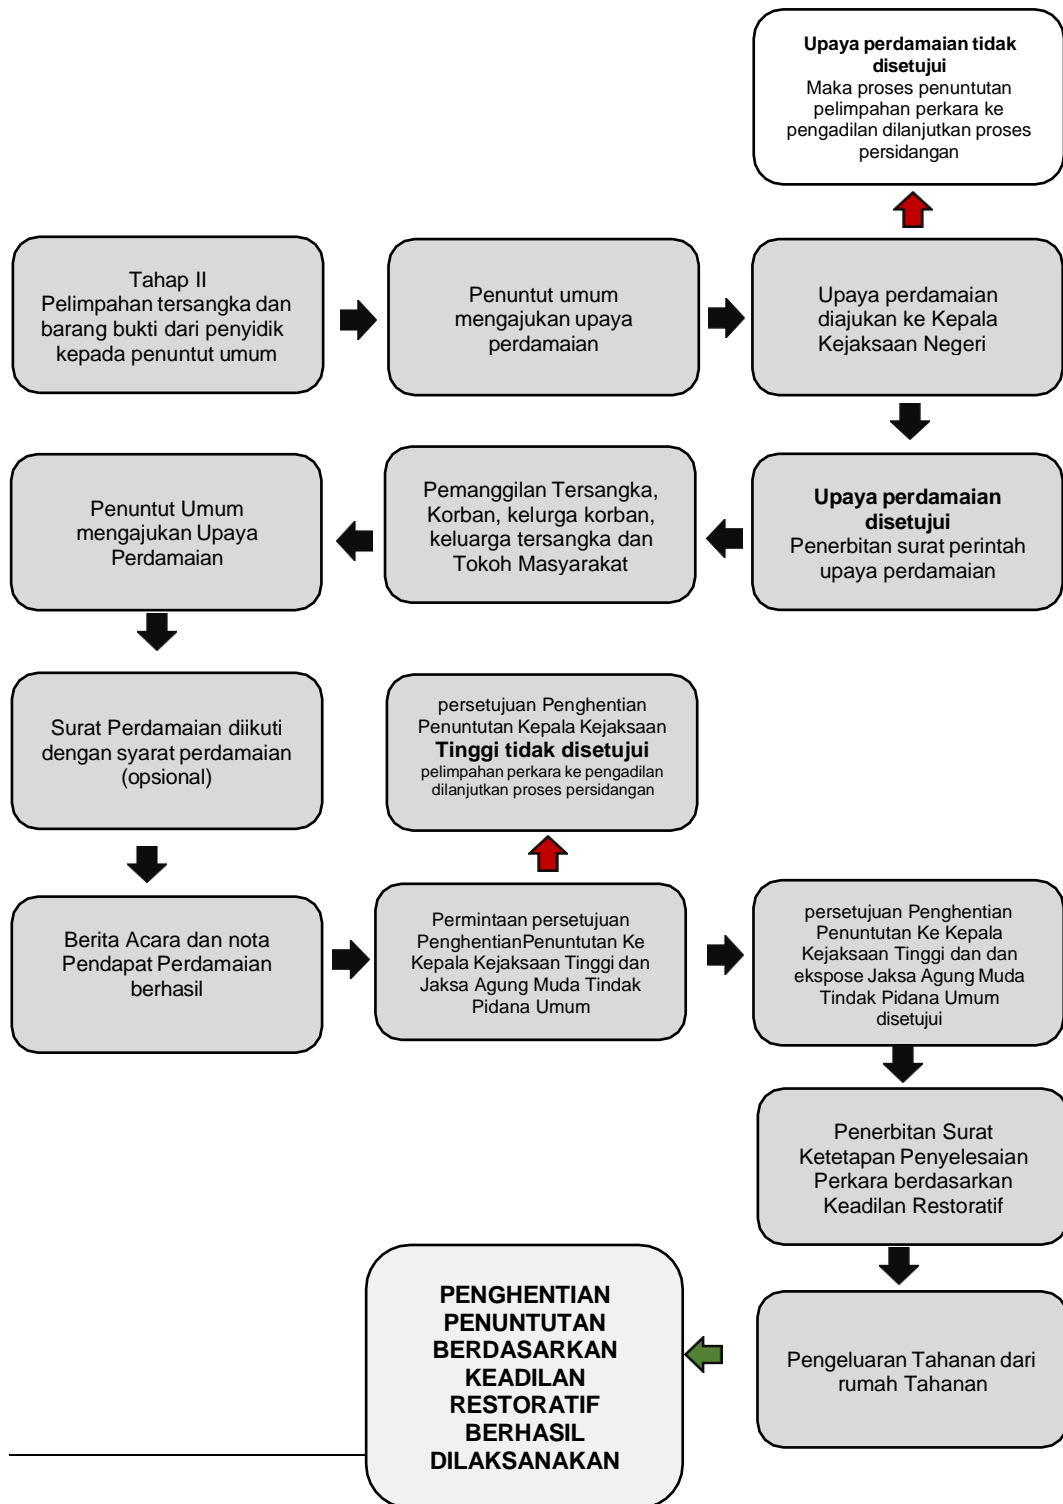 Upaya perdamaian tidak
disetujui
Maka proses penuntutan
pelimpahan perkara ke
pengadilan dilanjutkan proses
persidangan
Tahap II
Pelimpahan tersangka dan
barang bukti dari penyidik
kepada penuntut umum
Penuntut umum
mengajukan upaya
perdamaian
Upaya perdamaian
diajukan ke Kepala
Kejaksaan Negeri
Upaya perdamaian
disetujui
Penerbitan surat perintah
upaya perdamaian
Pemanggilan Tersangka,
Korban, kelurga korban,
keluarga tersangka dan
Tokoh Masyarakat
Penuntut Umum
mengajukan Upaya
Perdamaian
Surat Perdamaian diikuti
dengan syarat perdamaian
(opsional)
Berita Acara dan nota
Pendapat Perdamaian
berhasil
Permintaan persetujuan
PenghentianPenuntutan Ke
Kepala Kejaksaan Tinggi dan
Jaksa Agung Muda Tindak
Pidana Umum
persetujuan Penghentian
Penuntutan Kepala Kejaksaan
Tinggi tidak disetujui
pelimpahan perkara ke pengadilan
dilanjutkan proses persidangan
persetujuan Penghentian
Penuntutan Ke Kepala
Kejaksaan Tinggi dan dan
ekspose Jaksa Agung Muda
Tindak Pidana Umum
disetujui
Penerbitan Surat
Ketetapan Penyelesaian
Perkara berdasarkan
Keadilan Restoratif
Pengeluaran Tahanan dari
rumah Tahanan
PENGHENTIAN
PENUNTUTAN
BERDASARKAN
KEADILAN
RESTORATIF
BERHASIL
DILAKSANAKAN